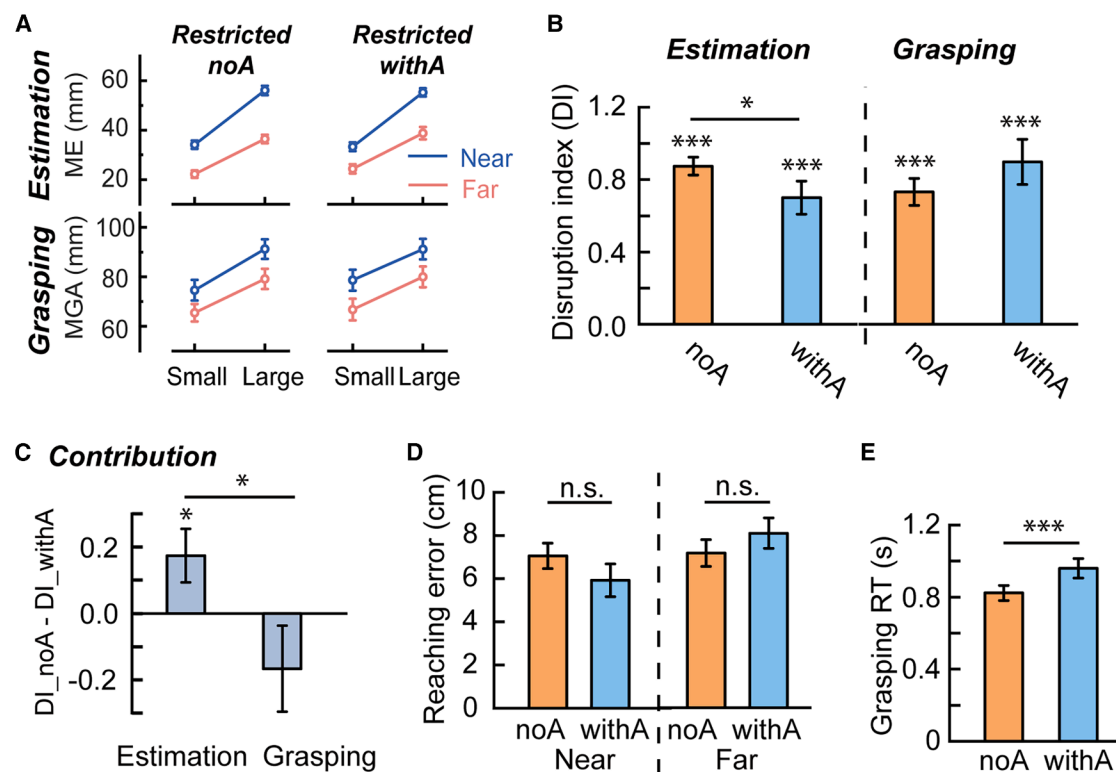 A
Restricted noA
Restricted withA
Estimation
ME (mm)
60
40
20
Near
Far
Grasping
MGA (mm)
100
80
60
Small Large
Small Large
B
Estimation
Grasping
Disruption index (DI)
1.2
0.8
0.4
0.0
*
***
***
***
***
noA
withA
noA
withA
C
Contribution
DI_noA - DI_withA
0.2
0.0
-0.2
*
*
Estimation Grasping
D
Reaching error (cm)
10
8
6
4
2
0
n.s.
n.s.
noA withA noA withA
Near Far
E
Grasping RT (s)
1.2
0.8
0.4
0
***
noA withA